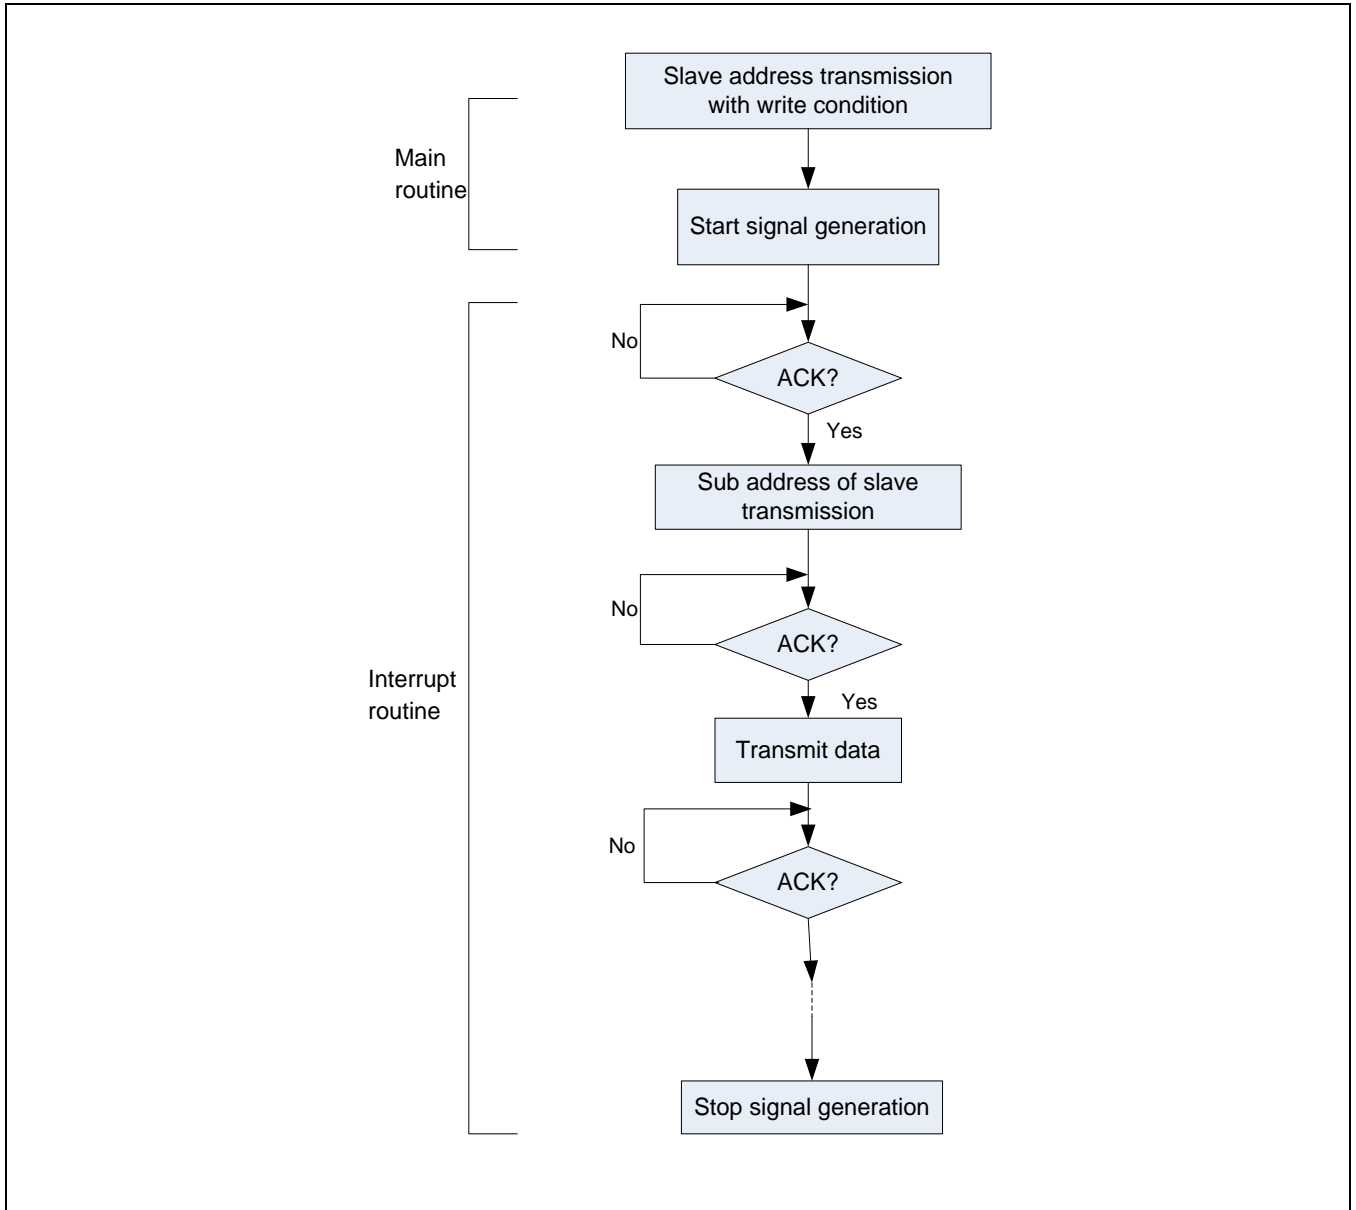 Slave address transmission
with write condition
Main
routine
Start signal generation
No
ACK?
Yes
Sub address of slave
transmission
No
ACK?
Interrupt
routine
Yes
Transmit data
No
ACK?
Stop signal generation